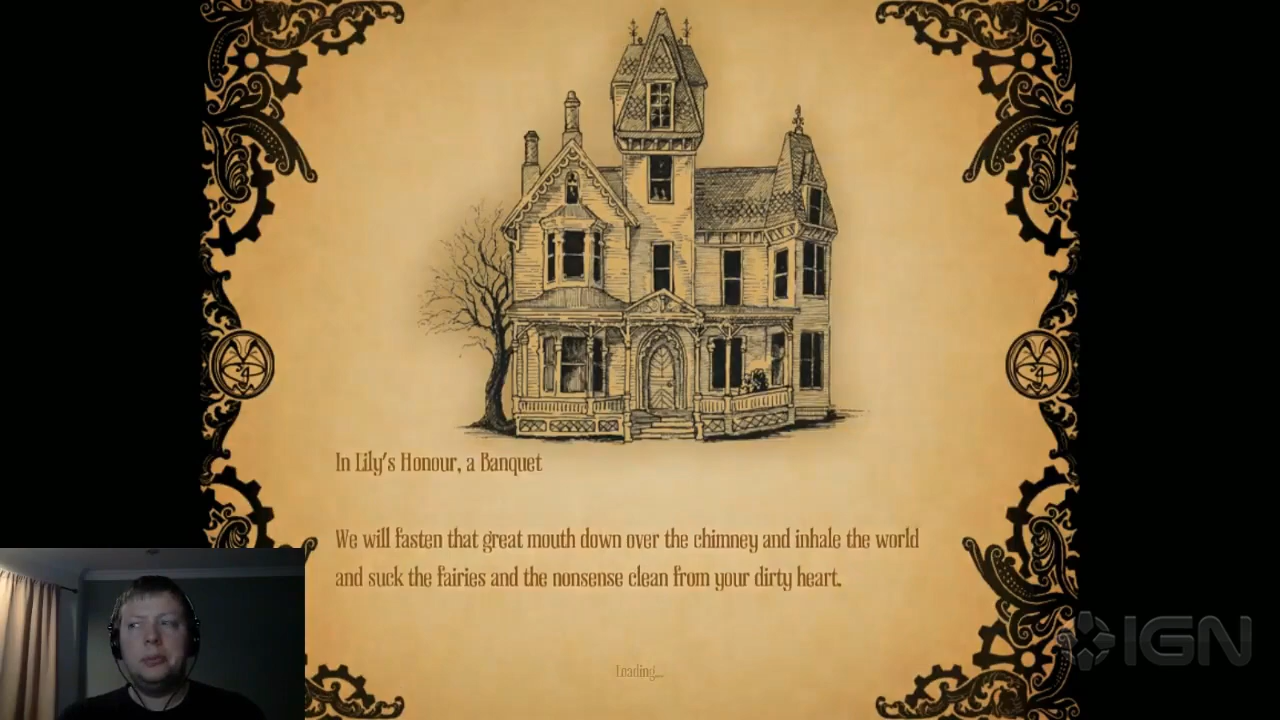 In Lily's Honour, a Banquet
We will fasten that great mouth down over the chimney and inhale the world
and suck the fairies and the nonsense clean from your dirty heart.
Loading...
IGN